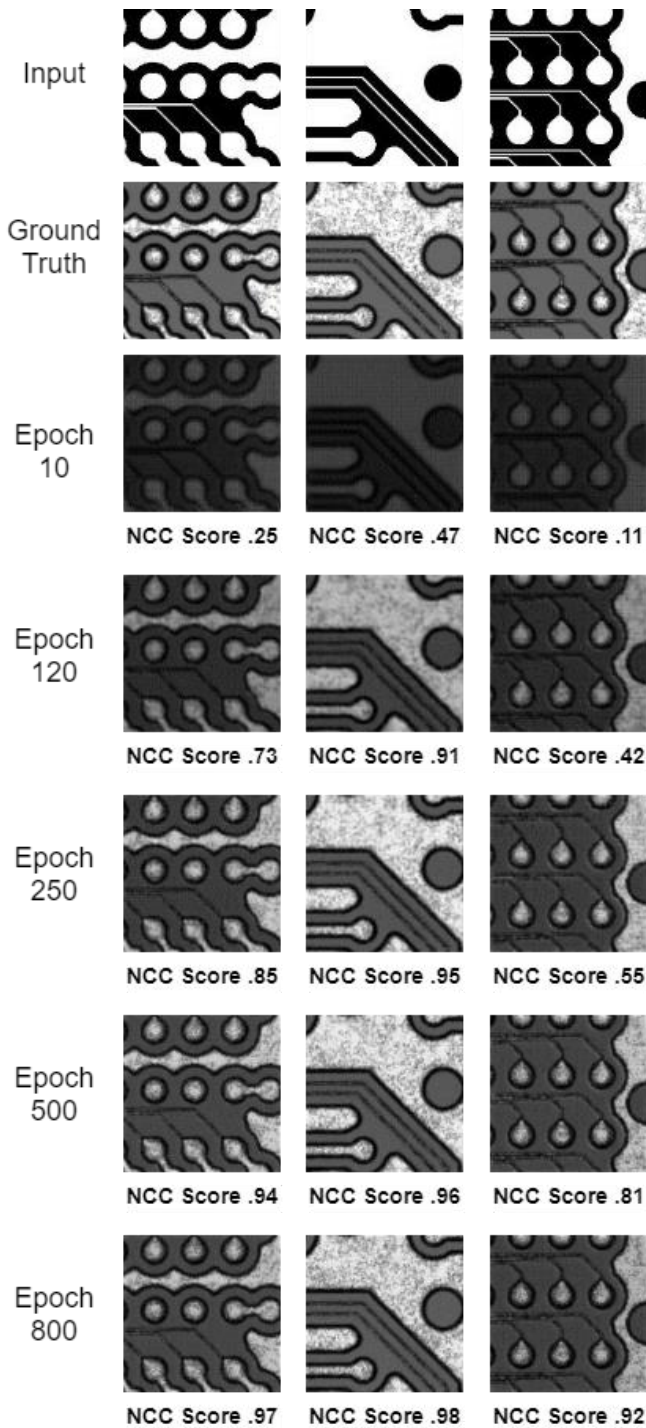 Input
Ground
Truth
Epoch
10
NCC Score .25 NCC Score .47 NCC Score .11
Epoch
120
NCC Score .73 NCC Score .91 NCC Score .42
Epoch
250
NCC Score .85 NCC Score .95 NCC Score .55
Epoch
500
NCC Score .94 NCC Score .96 NCC Score .81
Epoch
800
NCC Score .97 NCC Score .98 NCC Score .92